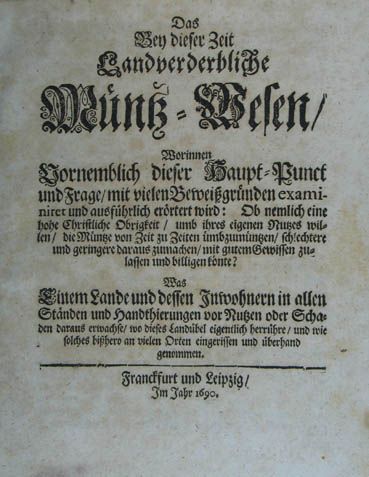 Das
Bey dieser Zeit
Landverderbliche
Müntz-Wesen/
Worinnen
Vornemblich dieser Haupt-Punct
und Frage/ mit vielen Beweißgründen exami-
niret und ausführlich erörtert wird: Ob nemlich eine
hohe Christliche Obrigkeit/ umb ihres eigenen Nutzes wil-
len/ die Müntze von Zeit zu Zeiten ümbzumüntzen/ schlechtere
und geringere daraus zumachen/ mit gutem Gewissen zu-
lassen und billigen könte?
Was
Einem Lande und dessen Inwohnern in allen
Ständen und Handthierungen vor Nutzen oder Scha-
den daraus erwachse/ wo dieses Landübel eigentlich herrühre/ und wie
solches bißhero an vielen Orten eingerissen und überhand
genommen.
Franckfurt und Leipzig/
Im Jahr 1690.